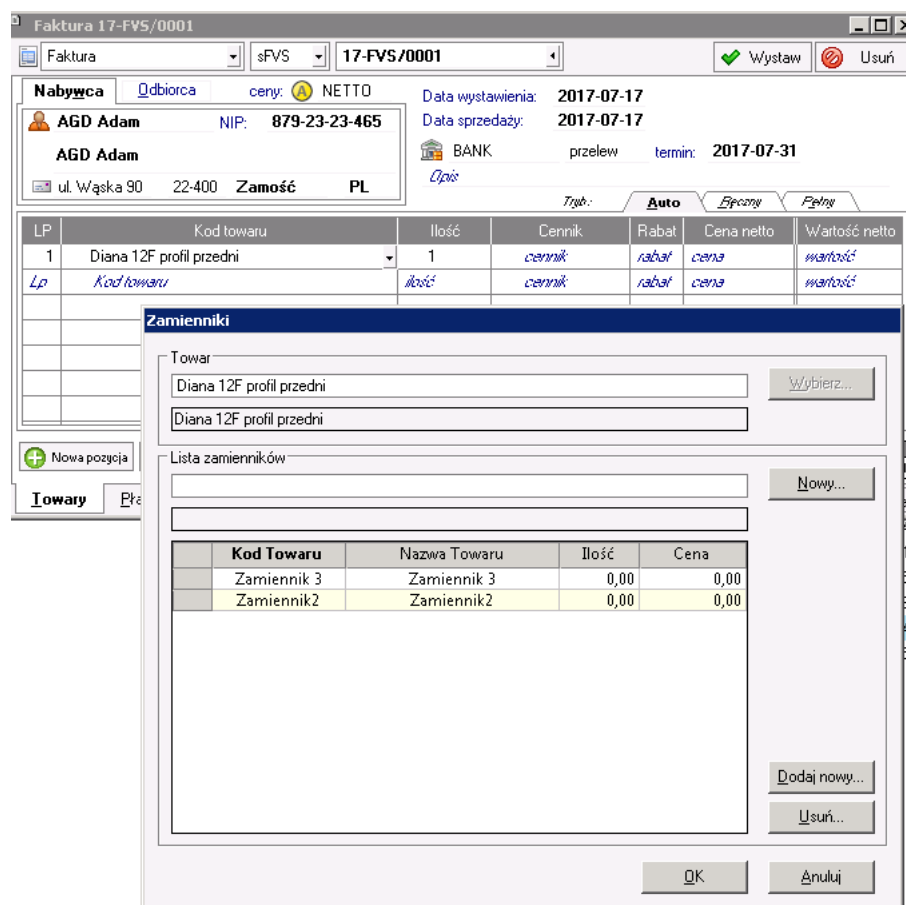 Faktura 17-FVS/0001
Faktura sFVS 17-FVS/0001 Wystaw Usuń
Nabywca Odbiorca ceny: A NETTO
Data wystawienia: 2017-07-17
AGD Adam NIP: 879-23-23-465
Data sprzedaży: 2017-07-17
AGD Adam
BANK przelew termin: 2017-07-31
ul. Wąska 90 22-400 Zamość PL
Opis
Tryb.: Auto Ręczny Pełny
LP Kod towaru Ilość Cennik Rabat Cena netto Wartość netto
1 Diana 12F profil przedni 1 cennik rabat cena wartość
Lp Kod towaru ilość cennik rabat cena wartość
Zamienniki
Towar
Diana 12F profil przedni Wybierz...
Diana 12F profil przedni
Nowa pozycja
Lista zamienników
Nowy...
Towary
Kod Towaru Nazwa Towaru Ilość Cena
Zamiennik 3 Zamiennik 3 0,00 0,00
Zamiennik2 Zamiennik2 0,00 0,00
Dodaj nowy...
Usuń...
OK Anuluj